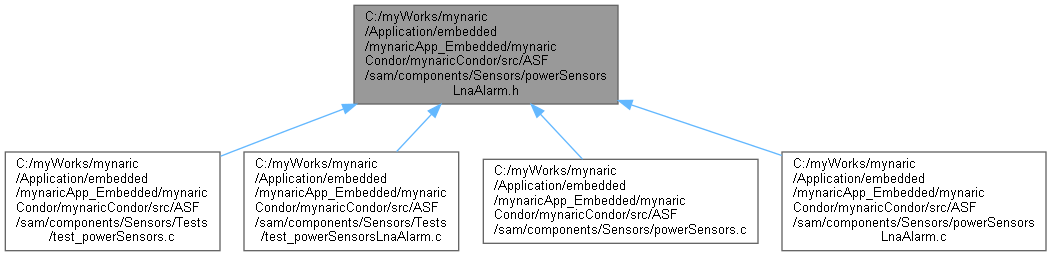 C:/myWorks/mynaric
/Application/embedded
/mynaricApp_Embedded/mynaric
Condor/mynaricCondor/src/ASF
/sam/components/Sensors/powerSensors
LnaAlarm.h
C:/myWorks/mynaric
/Application/embedded
/mynaricApp_Embedded/mynaric
Condor/mynaricCondor/src/ASF
/sam/components/Sensors/Tests
/test_powerSensors.c
C:/myWorks/mynaric
/Application/embedded
/mynaricApp_Embedded/mynaric
Condor/mynaricCondor/src/ASF
/sam/components/Sensors/Tests
/test_powerSensorsLnaAlarm.c
C:/myWorks/mynaric
/Application/embedded
/mynaricApp_Embedded/mynaric
Condor/mynaricCondor/src/ASF
/sam/components/Sensors/powerSensors.c
C:/myWorks/mynaric
/Application/embedded
/mynaricApp_Embedded/mynaric
Condor/mynaricCondor/src/ASF
/sam/components/Sensors/powerSensors
LnaAlarm.c